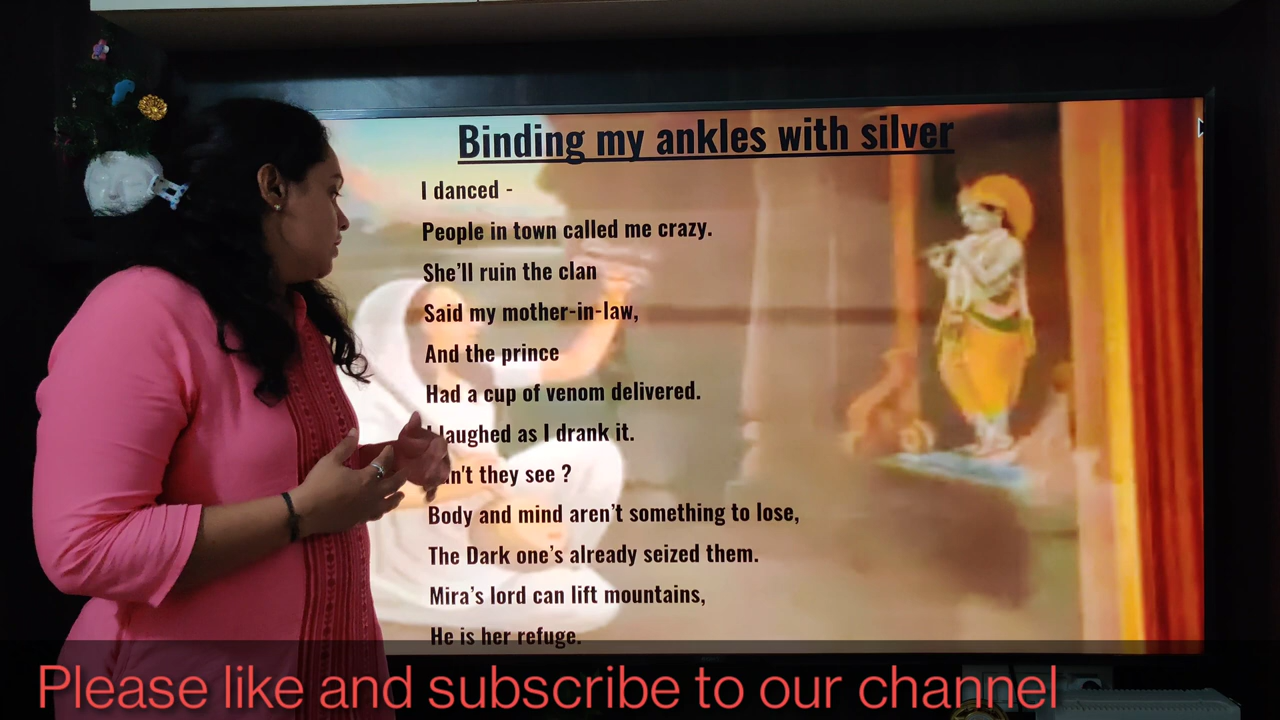 Binding my ankles with silver
I danced -
People in town called me crazy.
She'll ruin the clan
Said my mother-in-law,
And the prince
Had a cup of venom delivered.
I laughed as I drank it.
they see ?
Body and mind aren't something to lose,
The Dark one's already seized them.
Mira's lord can lift mountains,
He is her refuge.
Please like and subscribe to our channel